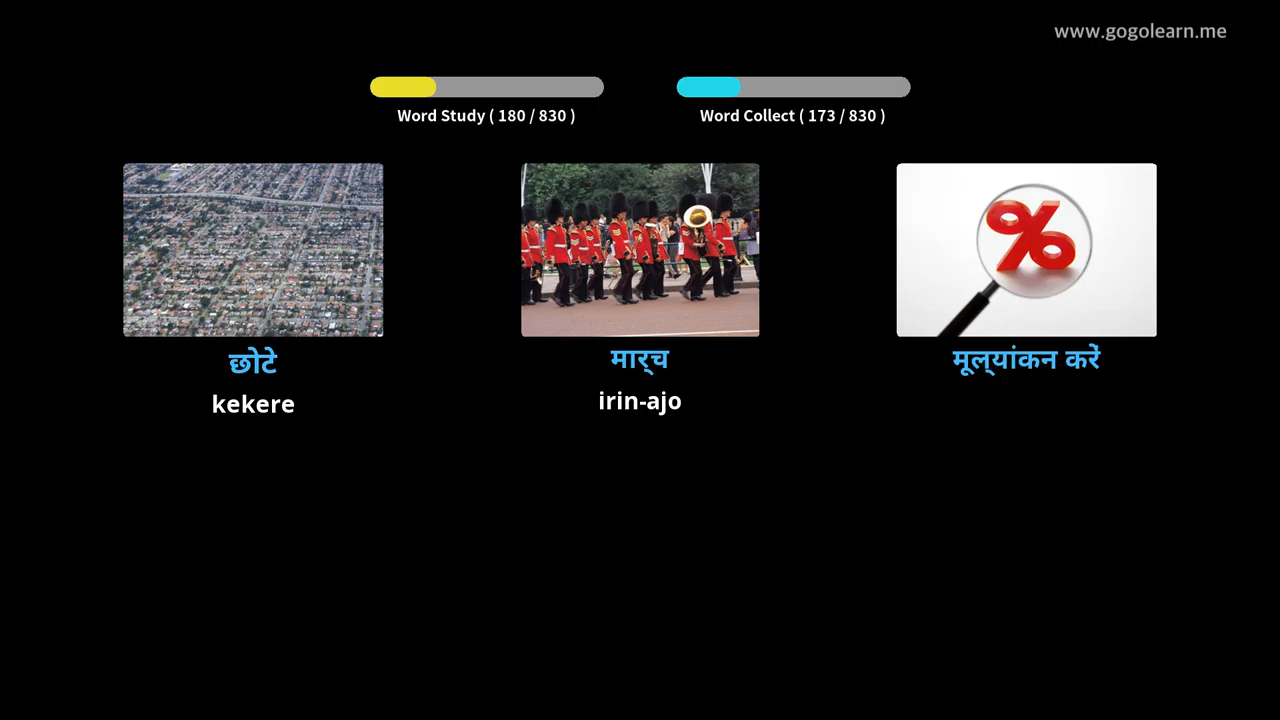 www.gogolearn.me
Word Study ( 180 / 830 )
Word Collect ( 173 / 830 )
छोटे
मार्च
मूल्यांकन करें
kekere
irin-ajo
%